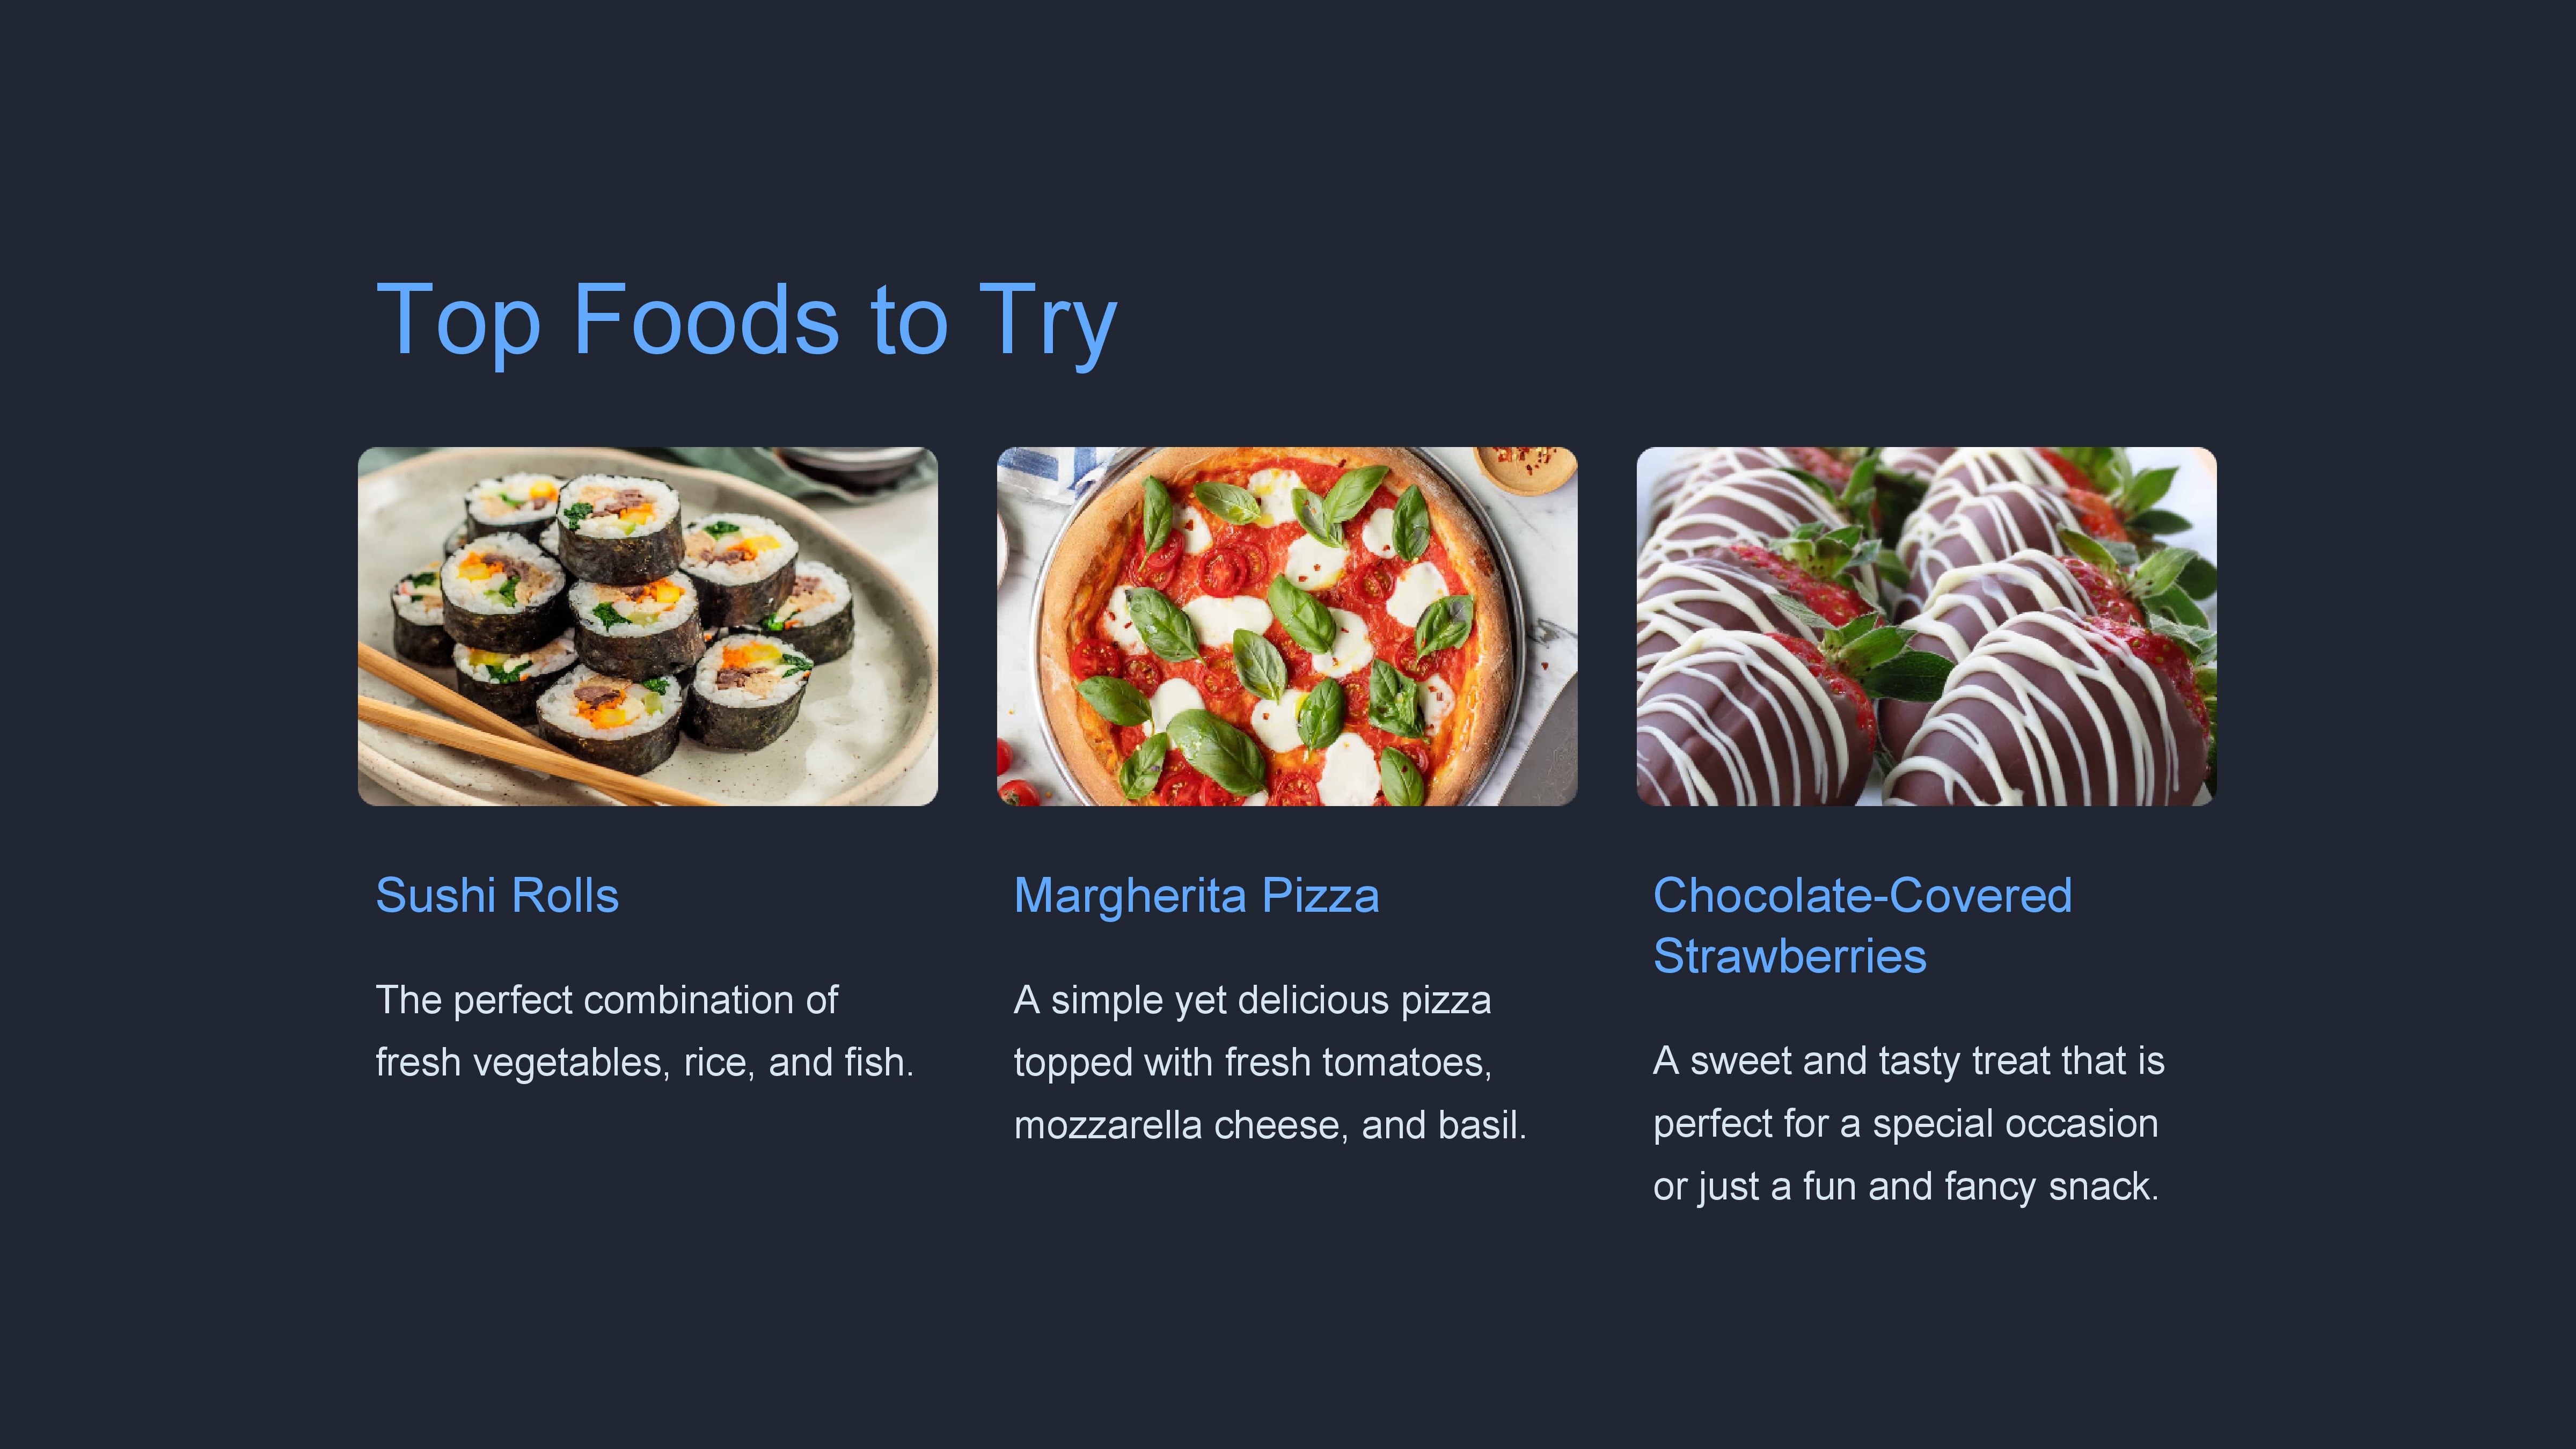 Top Foods to Try
Sushi Rolls
The perfect combination of
fresh vegetables, rice, and fish.
Margherita Pizza
A simple yet delicious pizza
topped with fresh tomatoes,
mozzarella cheese, and basil.
Chocolate-Covered
Strawberries
A sweet and tasty treat that is
perfect for a special occasion
or just a fun and fancy snack.